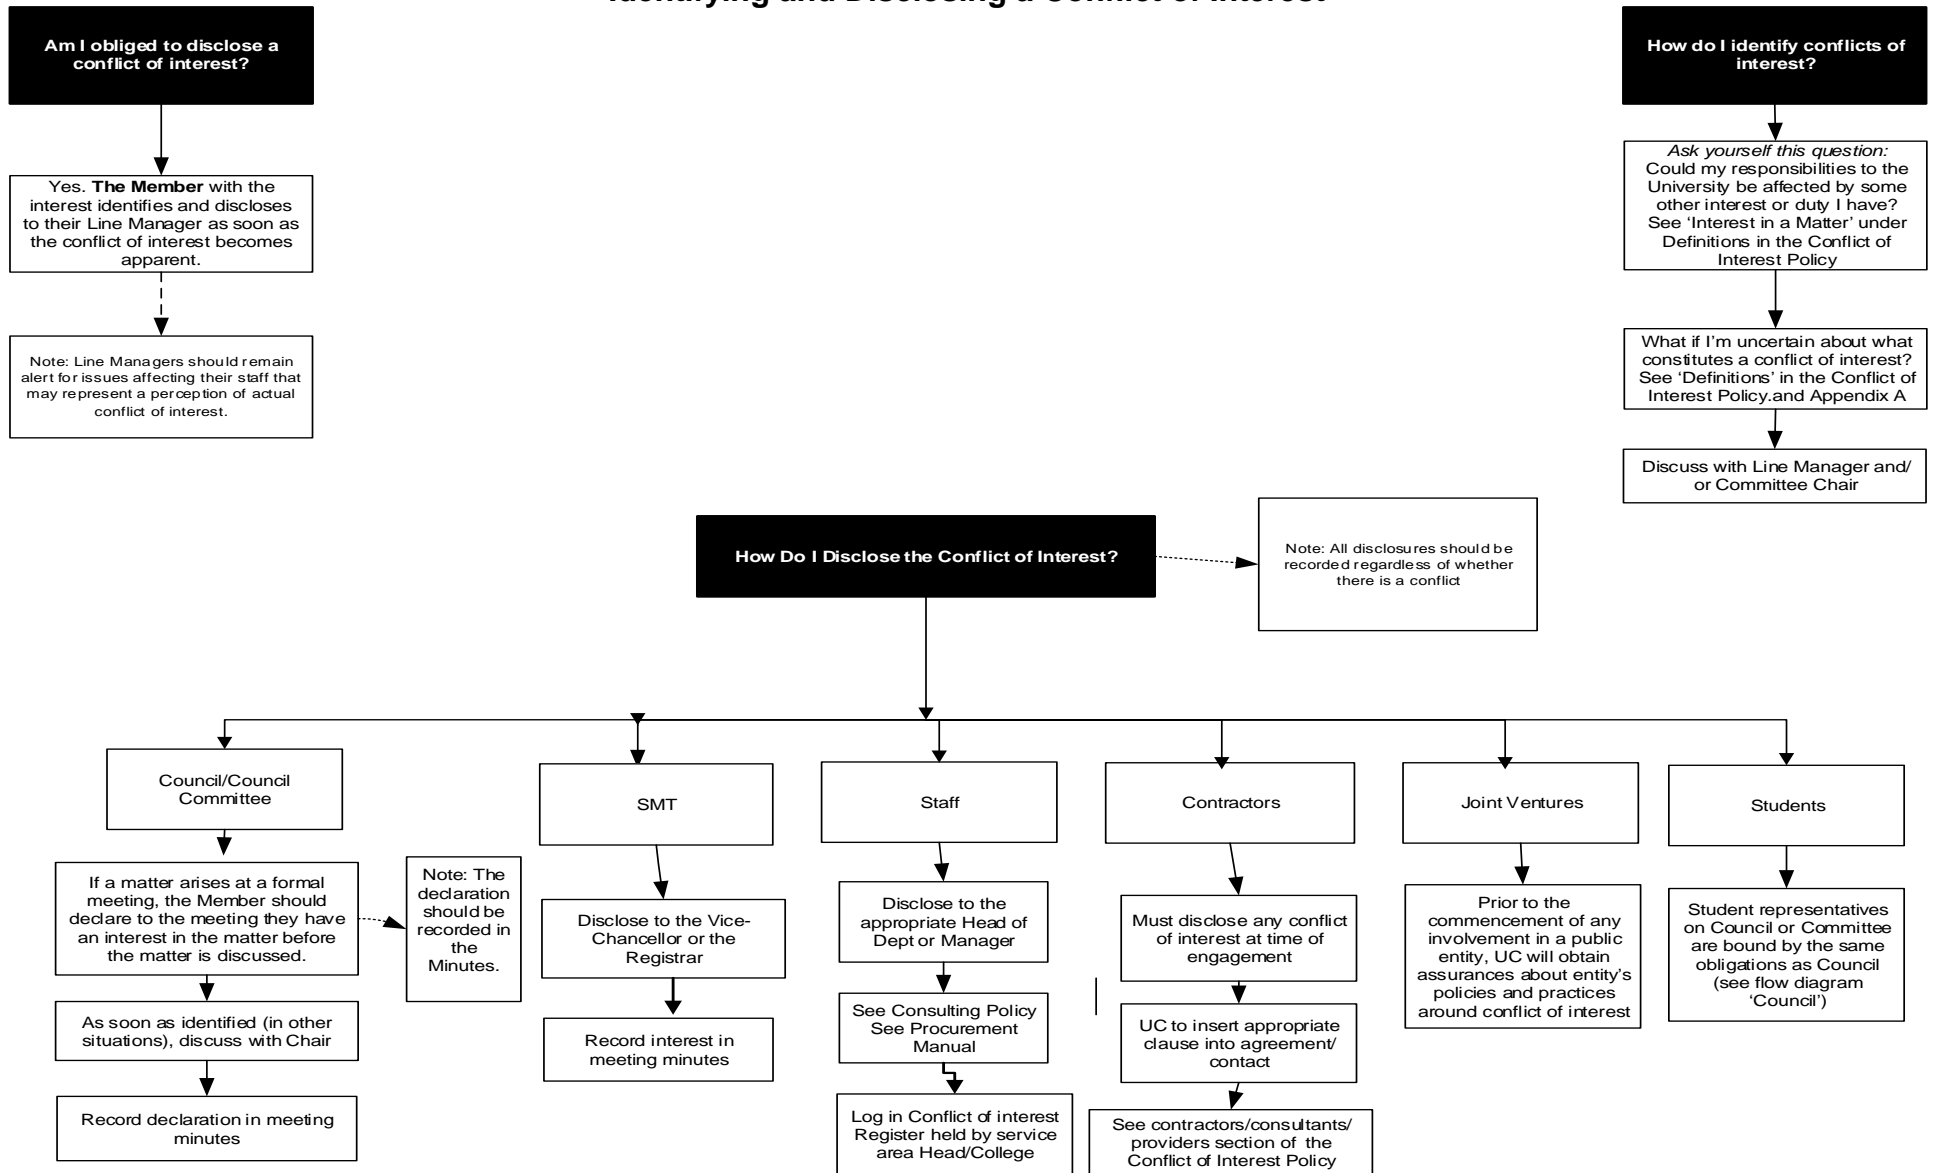 Identifying and Disclosing a Conflict of Interest
Am I obliged to disclose a
conflict of interest?
Yes. The Member with the
interest identifies and discloses
to their Line Manager as soon as
the conflict of interest becomes
apparent.
Note: Line Managers should remain
alert for issues affecting their staff that
may represent a perception of actual
conflict of interest.
How do I identify conflicts of
interest?
Ask yourself this question:
Could my responsibilities to the
University be affected by some
other interest or duty I have?
See ‘Interest in a Matter’ under
Definitions in the Conflict of
Interest Policy
What if I’m uncertain about what
constitutes a conflict of interest?
See ‘Definitions’ in the Conflict of
Interest Policy.and Appendix A
Discuss with Line Manager and/
or Committee Chair
How Do I Disclose the Conflict of Interest?
Note: All disclosures should be
recorded regardless of whether
there is a conflict
Council/Council
Committee
If a matter arises at a formal
meeting, the Member should
declare to the meeting they have
an interest in the matter before
the matter is discussed.
Note: The
declaration
should be
recorded in
the
Minutes.
As soon as identified (in other
situations), discuss with Chair
Record declaration in meeting
minutes
SMT
Disclose to the Vice-
Chancellor or the
Registrar
Record interest in
meeting minutes
Staff
Disclose to the
appropriate Head of
Dept or Manager
See Consulting Policy
See Procurement
Manual
Log in Conflict of interest
Register held by service
area Head/College
Contractors
Must disclose any conflict
of interest at time of
engagement
UC to insert appropriate
clause into agreement/
contact
See contractors/consultants/
providers section of the
Conflict of Interest Policy
Joint Ventures
Prior to the
commencement of any
involvement in a public
entity, UC will obtain
assurances about entity’s
policies and practices
around conflict of interest
Students
Student representatives
on Council or Committee
are bound by the same
obligations as Council
(see flow diagram
‘Council’)